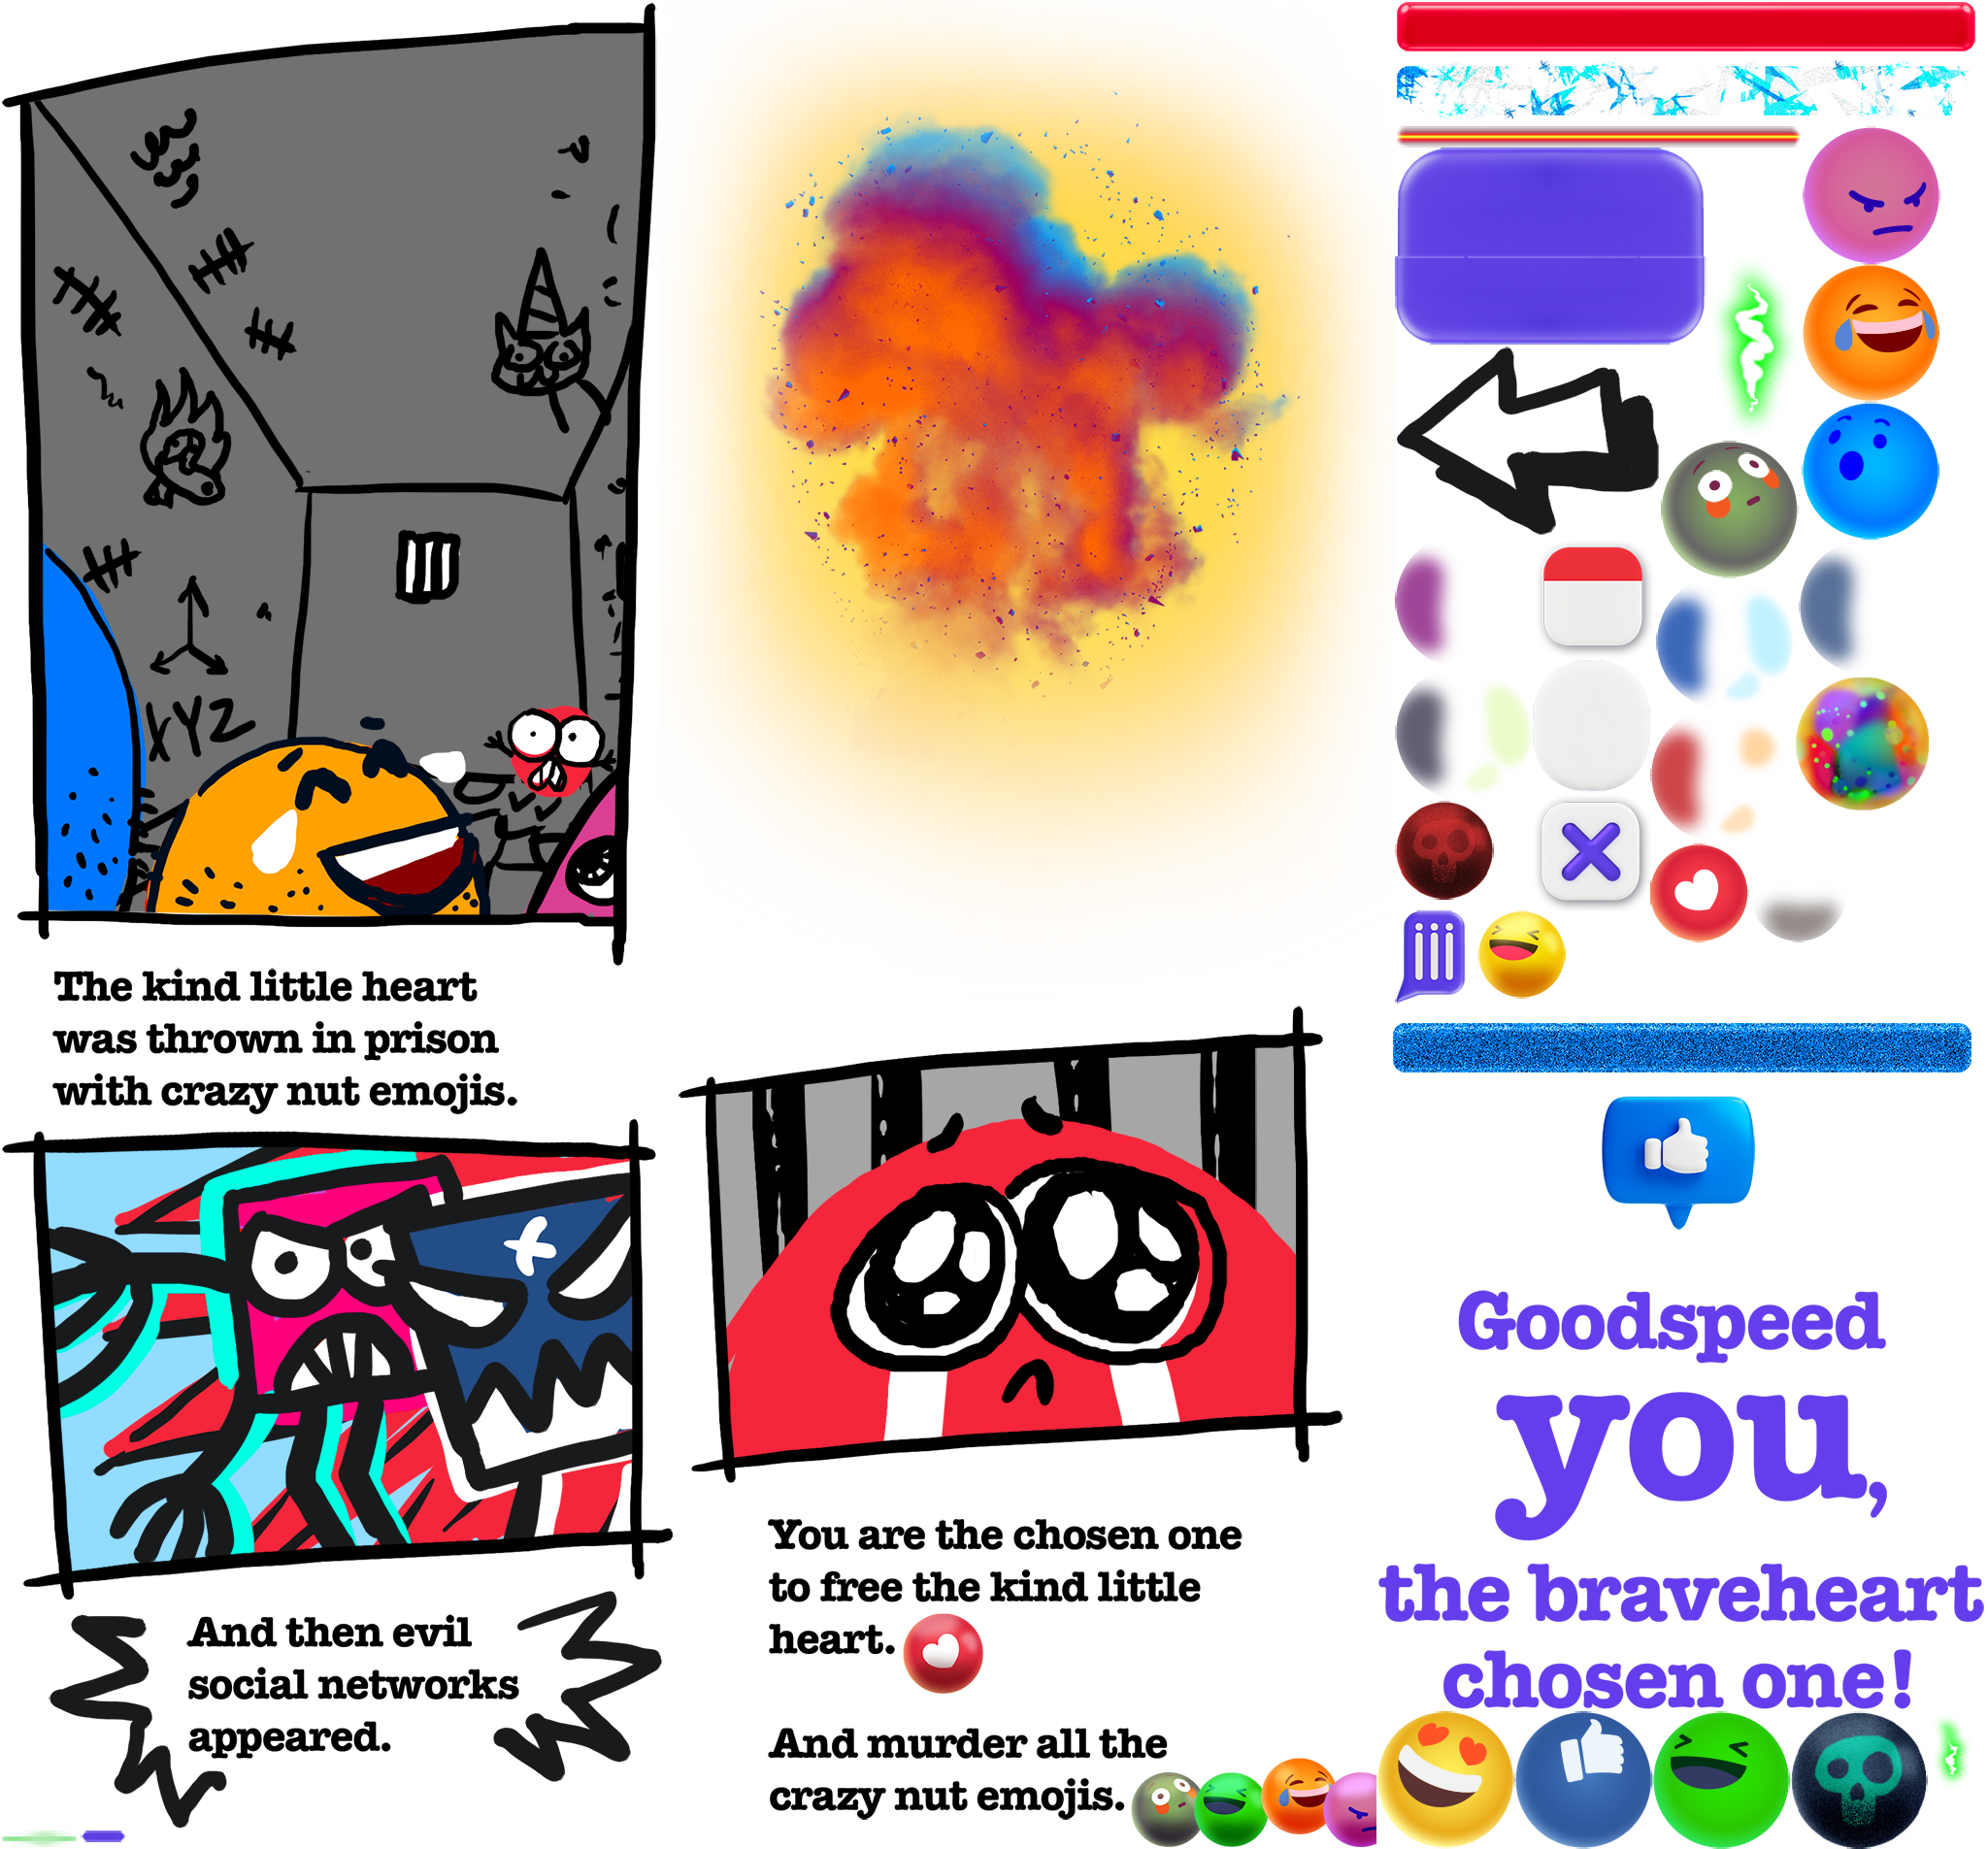 XYZ
The kind little heart
was thrown in prison
with crazy nut emojis.
And then evil
social networks
appeared.
You are the chosen one
to free the kind little
heart.
And murder all the
crazy nut emojis.
Goodspeed
you,
the braveheart
chosen one!